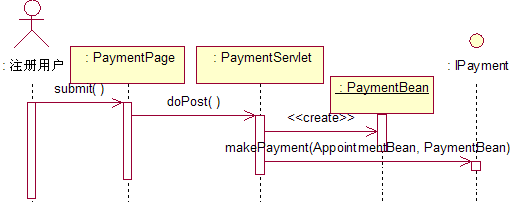 : 注册用户
: PaymentPage
: PaymentServlet
: PaymentBean
: IPayment
submit( )
doPost( )
<<create>>
makePayment(AppointmentBean, PaymentBean)